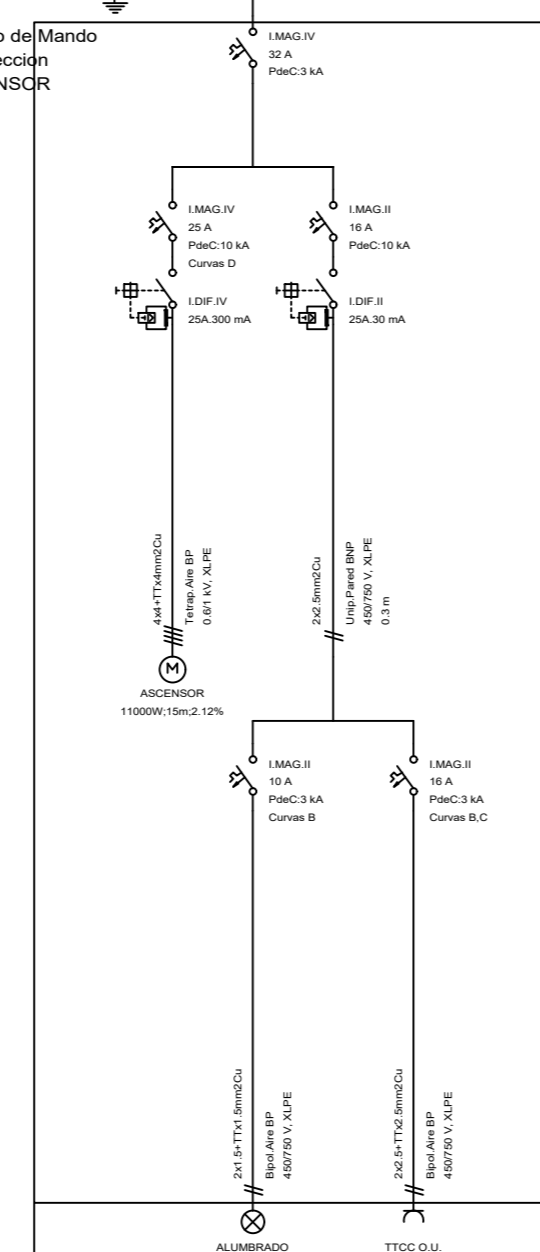 o de Mando
ección
NSOR
I.MAG.IV
32 A
PdeC:3 kA
I.MAG.IV
25 A
PdeC:10 kA
Curvas D
I.MAG.II
16 A
PdeC:10 kA
I.DIF.IV
25A.300 mA
I.DIF.II
25A.30 mA
4x4+TTx4mm2Cu
Tetrap.Aire BP
0.6/1 kV, XLPE
2x2.5mm2Cu
Unip.Pared BNP
450/750 V, XLPE
0.3 m
M
ASCENSOR
11000W;15m;2.12%
I.MAG.II
10 A
PdeC:3 kA
Curvas B
I.MAG.II
16 A
PdeC:3 kA
Curvas B,C
2x1.5+TTx1.5mm2Cu
Bipol.Aire BP
450/750 V, XLPE
2x2.5+TTx2.5mm2Cu
Bipol.Aire BP
450/750 V, XLPE
ALUMBRADO
TTCC O.U.